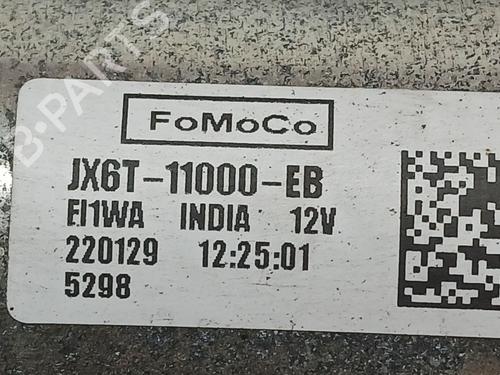 B-PARTS
FoMoCo
JX6T-11000-EB
EI1WA INDIA 12V
220129 12:25:01
5298